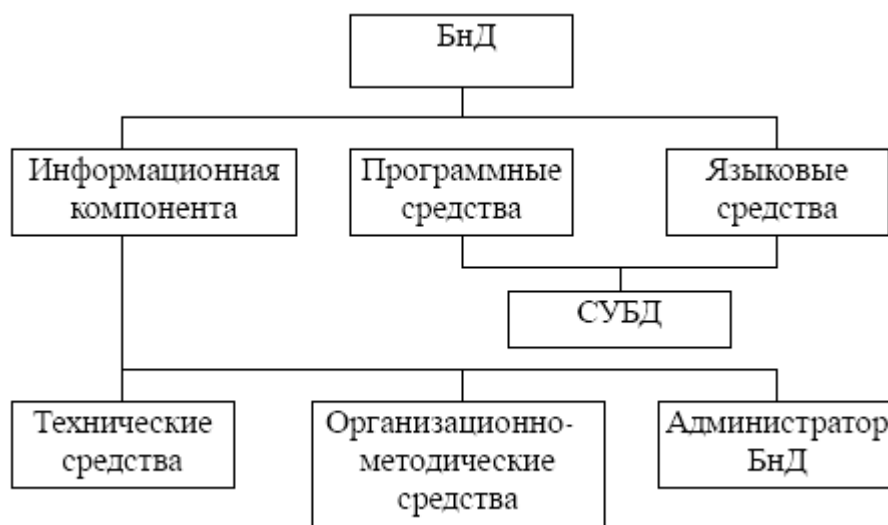 БнД
Информационная
компонента
Программные
средства
Языковые
средства
СУБД
Технические
средства
Организационно-
методические
средства
Администратор
БнД